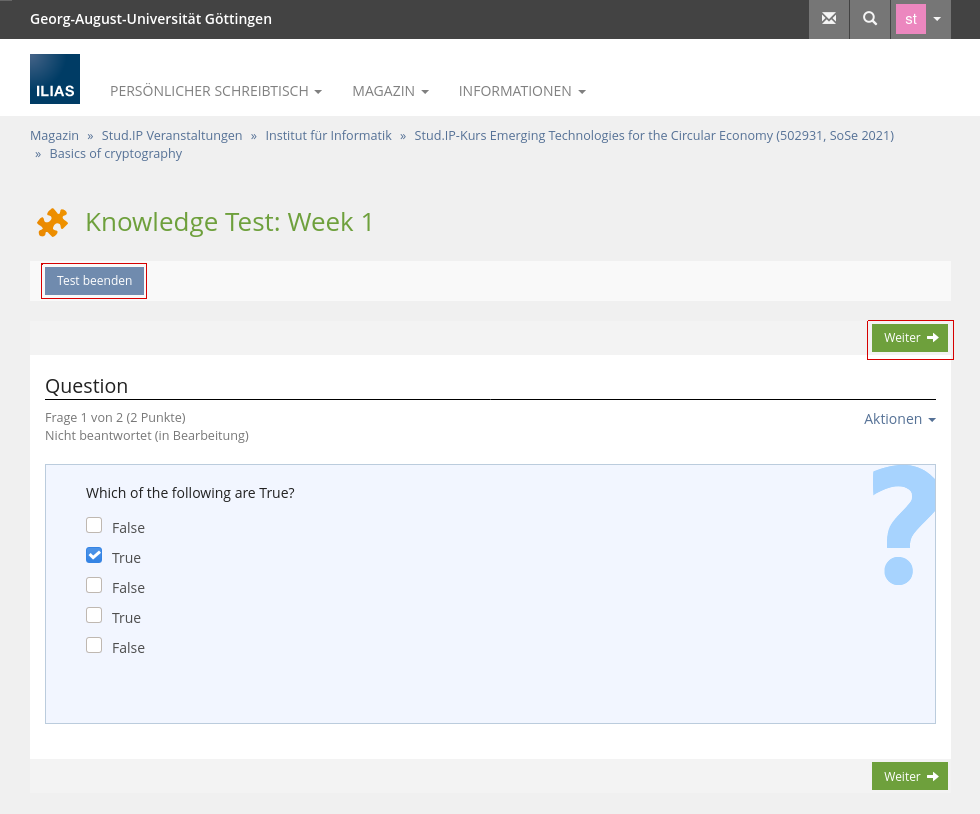 Georg-August-Universität Göttingen
st
ILIAS
PERSÖNLICHER SCHREIBTISCH MAGAZIN INFORMATIONEN
Magazin » Stud.IP Veranstaltungen » Institut für Informatik » Stud.IP-Kurs Emerging Technologies for the Circular Economy (502931, SoSe 2021)
» Basics of cryptography
Knowledge Test: Week 1
Test beenden
Weiter
Question
Frage 1 von 2 (2 Punkte)
Aktionen
Nicht beantwortet (in Bearbeitung)
Which of the following are True?
False
True
False
True
False
?
Weiter